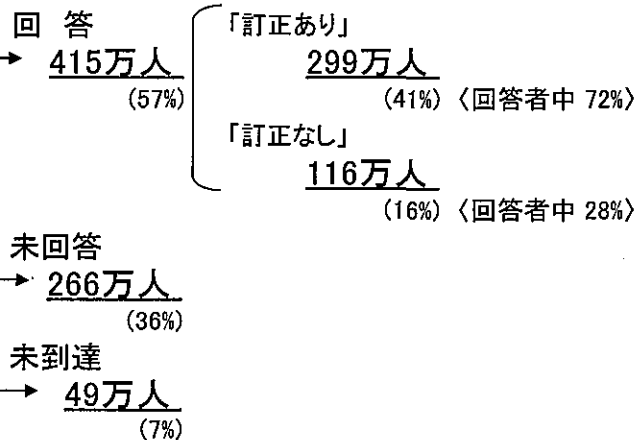 回 答
415万人
(57%)
「訂正あり」
299万人
(41%)〈回答者中 72%〉
「訂正なし」
116万人
(16%)〈回答者中 28%〉
未回答
266万人
(36%)
未到達
49万人
(7%)